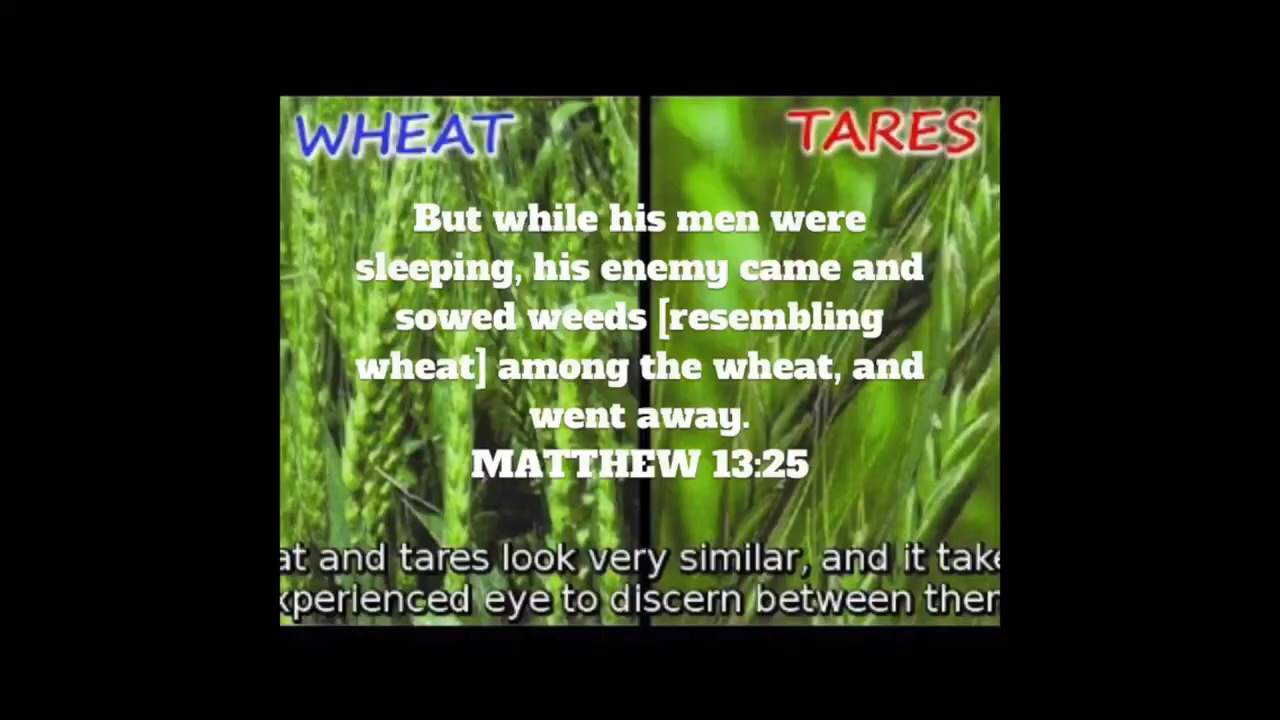 WHEAT
TARES
But while his men were
sleeping, his enemy came and
sowed weeds [resembling
wheat] among the wheat, and
went away.
MATTHEW 13:25
at and tares look very similar, and it take
xperienced eye to discern between then